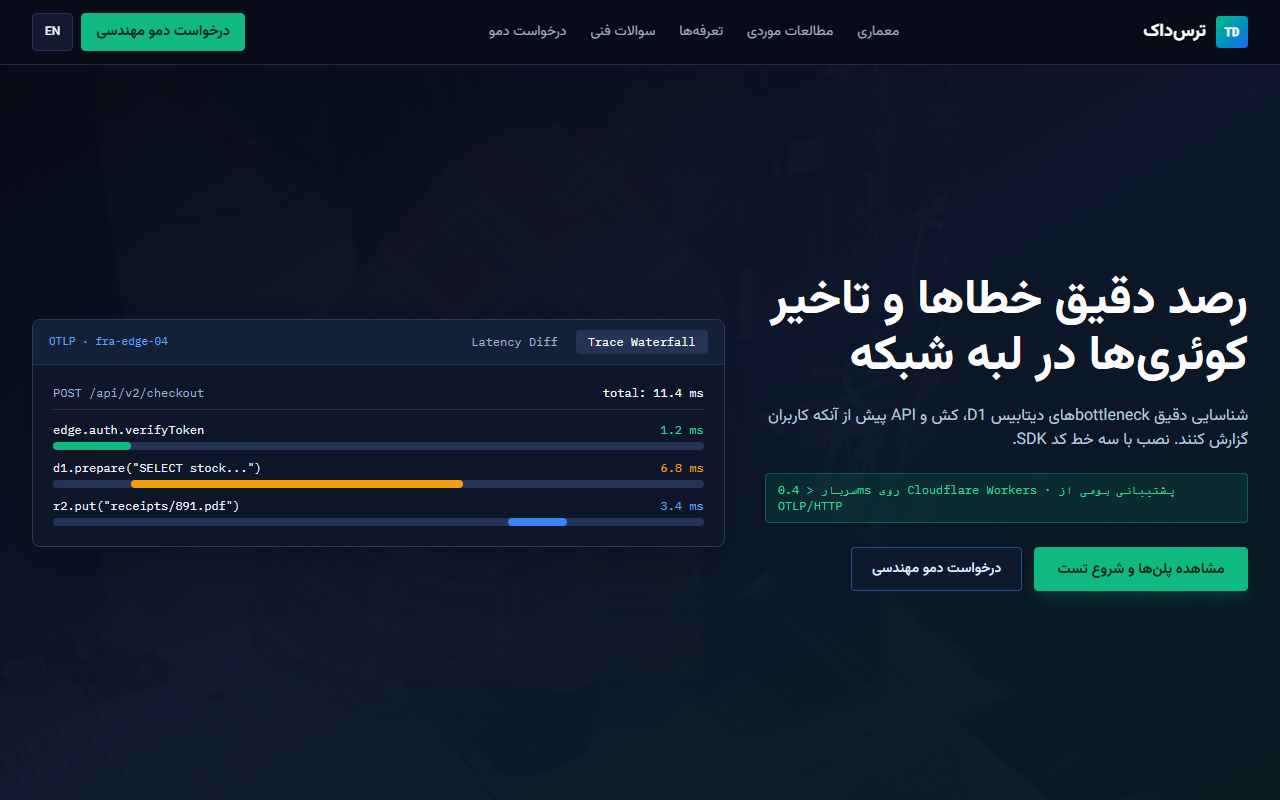 TD ترس‌داک
معماری
مطالعات موردی
تعرفه‌ها
سوالات فنی
درخواست دمو
درخواست دمو مهندسی
EN
رصد دقیق خطاها و تاخیر
کوئری‌ها در لبه شبکه
شناسایی دقیق bottleneckهای دیتابیس D1، کش و API پیش از آنکه کاربران
گزارش کنند. نصب با سه خط کد SDK.
سربار < 0.4ms روی Cloudflare Workers · پشتیبانی بومی از
OTLP/HTTP
مشاهده پلن‌ها و شروع تست
درخواست دمو مهندسی
OTLP · fra-edge-04
Latency Diff
Trace Waterfall
POST /api/v2/checkout
total: 11.4 ms
edge.auth.verifyToken
1.2 ms
d1.prepare("SELECT stock...")
6.8 ms
r2.put("receipts/891.pdf")
3.4 ms